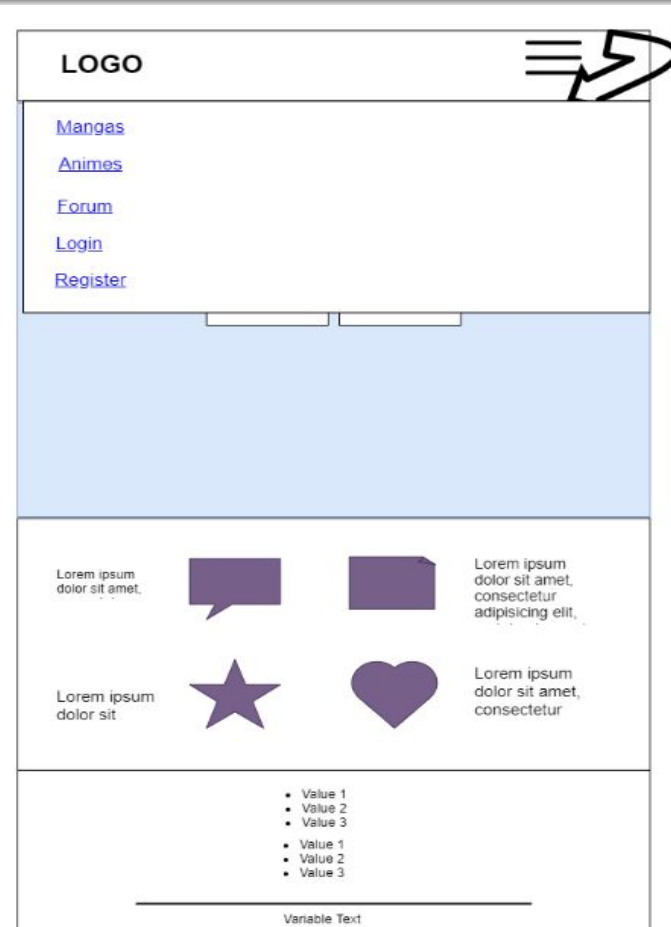 LOGO
Mangas
Animes
Forum
Login
Register
Lorem ipsum
dolor sit amet,
Lorem ipsum
dolor sit amet,
consectetur
adipisicing elit,
Lorem ipsum
dolor sit
Lorem ipsum
dolor sit amet,
consectetur
Value 1
Value 2
Value 3
Value 1
Value 2
Value 3
Variable Text